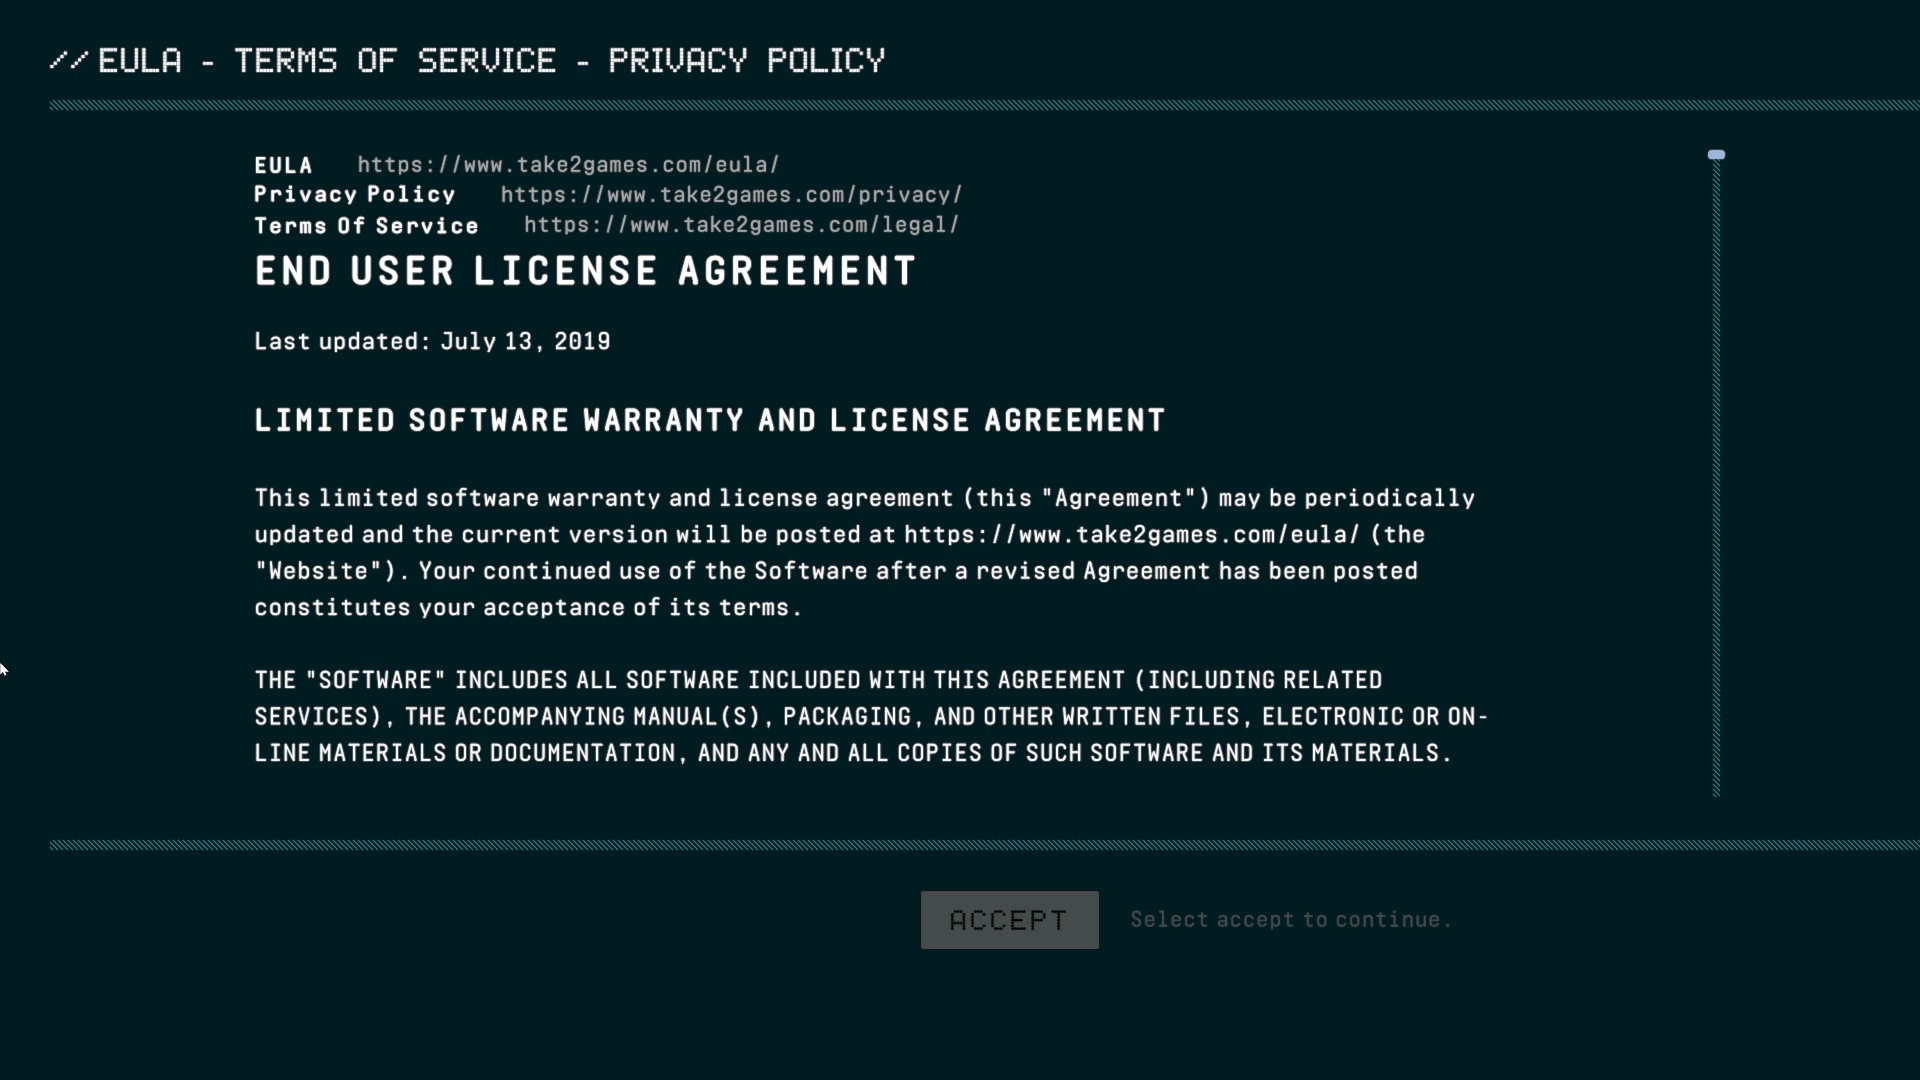 // EULA - TERMS OF SERVICE - PRIVACY POLICY
EULA https://www.take2games.com/eula/
Privacy Policy https://www.take2games.com/privacy/
Terms Of Service https://www.take2games.com/legal/
END USER LICENSE AGREEMENT
Last updated: July 13, 2019
LIMITED SOFTWARE WARRANTY AND LICENSE AGREEMENT
This limited software warranty and license agreement (this "Agreement") may be periodically
updated and the current version will be posted at https://www.take2games.com/eula/ (the
"Website"). Your continued use of the Software after a revised Agreement has been posted
constitutes your acceptance of its terms.
THE "SOFTWARE" INCLUDES ALL SOFTWARE INCLUDED WITH THIS AGREEMENT (INCLUDING RELATED
SERVICES), THE ACCOMPANYING MANUAL(S), PACKAGING, AND OTHER WRITTEN FILES, ELECTRONIC OR ON-
LINE MATERIALS OR DOCUMENTATION, AND ANY AND ALL COPIES OF SUCH SOFTWARE AND ITS MATERIALS.
ACCEPT Select accept to continue.